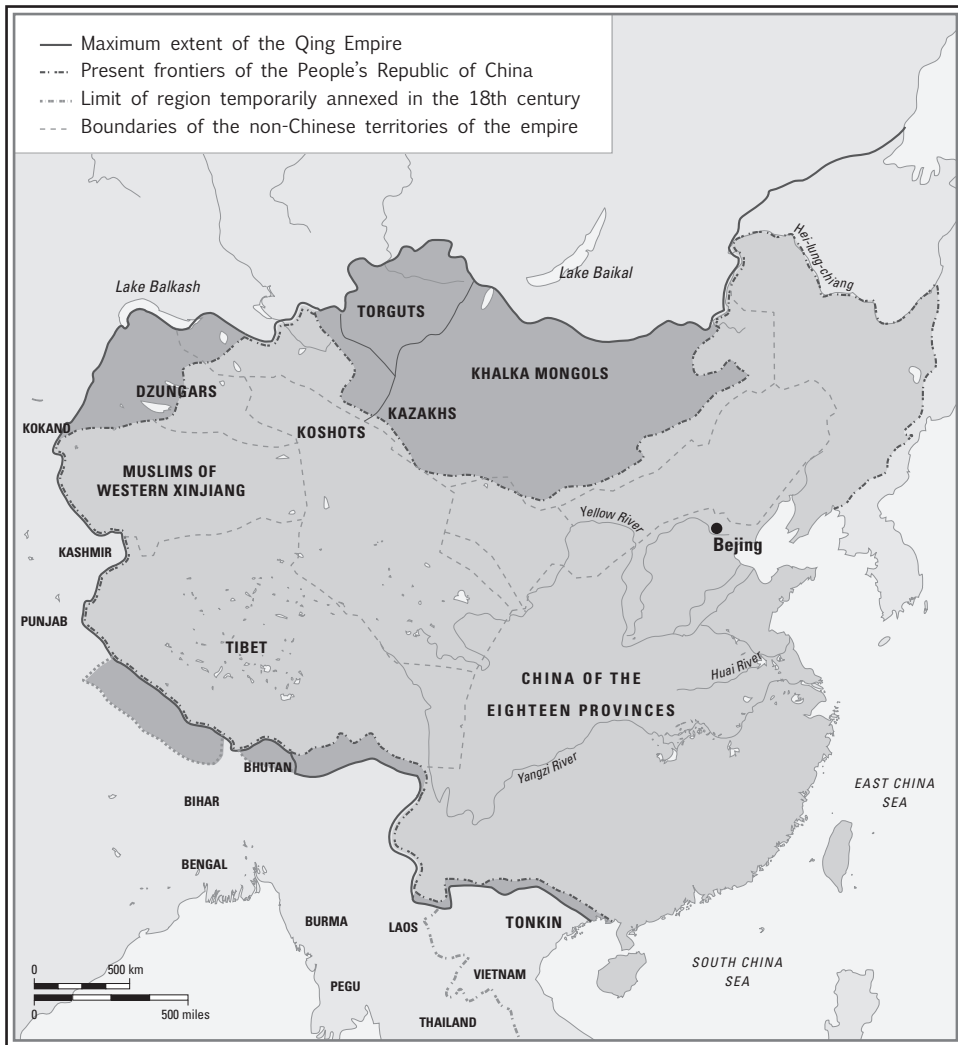 Maximum extent of the Qing Empire
Present frontiers of the People's Republic of China
Limit of region temporarily annexed in the 18th century
Boundaries of the non-Chinese territories of the empire
Hei-lung-chiang
Lake Baikal
Lake Balkash
TORGUTS
KHALKA MONGOLS
DZUNGARS
KAZAKHS
KOKAND
KOSHOTS
MUSLIMS OF
WESTERN XINJIANG
Yellow River
Bejing
KASHMIR
PUNJAB
TIBET
Huai River
CHINA OF THE
EIGHTEEN PROVINCES
Yangzi River
BHUTAN
EAST CHINA
SEA
BIHAR
BENGAL
BURMA
LAOS
TONKIN
SOUTH CHINA
SEA
VIETNAM
PEGU
THAILAND
0 500 km
0 500 miles